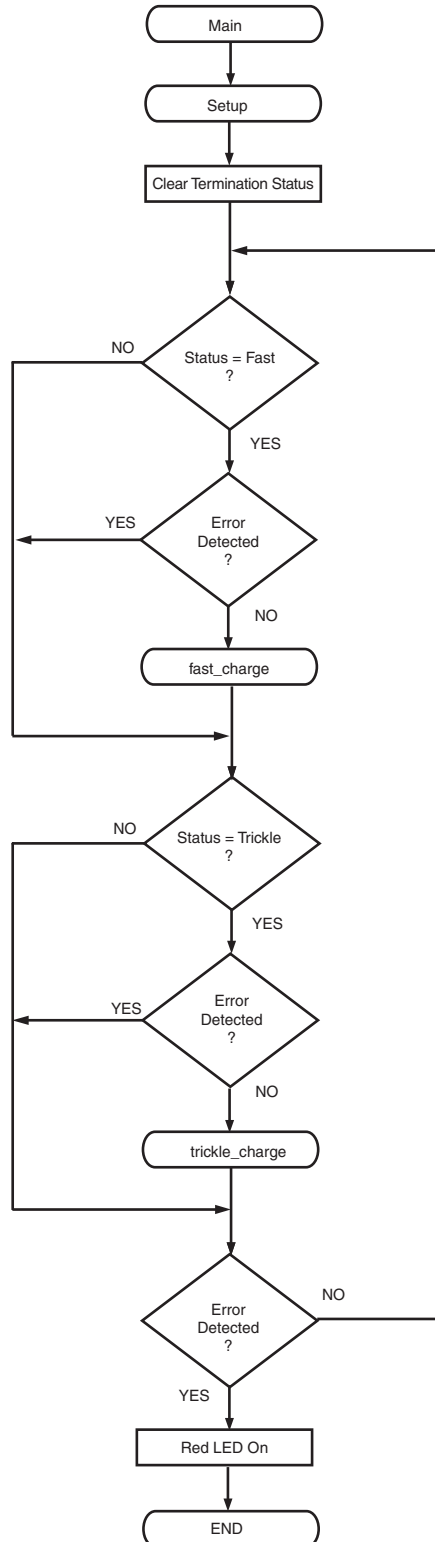 Main
Setup
Clear Termination Status
NO
Status = Fast
?
YES
YES
Error
Detected
?
NO
fast_charge
NO
Status = Trickle
?
YES
YES
Error
Detected
?
NO
trickle_charge
Error
Detected
?
NO
YES
Red LED On
END